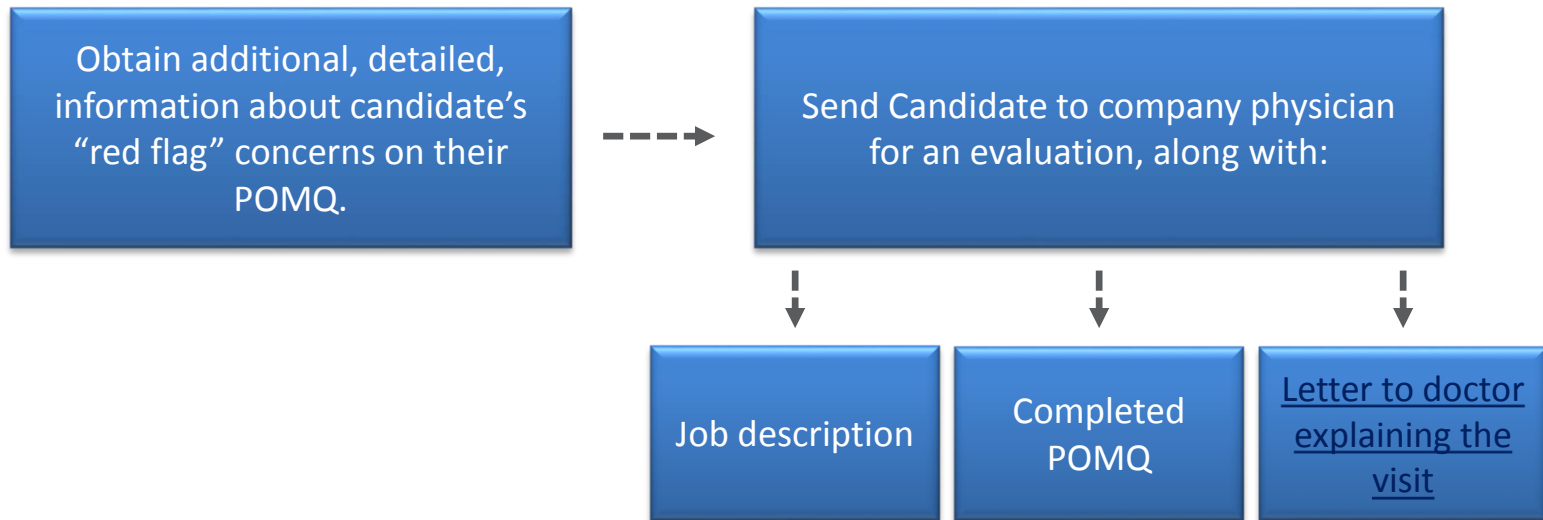 Obtain additional, detailed,
information about candidate’s
“red flag” concerns on their
POMQ.
Send Candidate to company physician
for an evaluation, along with:
Job description
Completed
POMQ
Letter to doctor
explaining the
visit